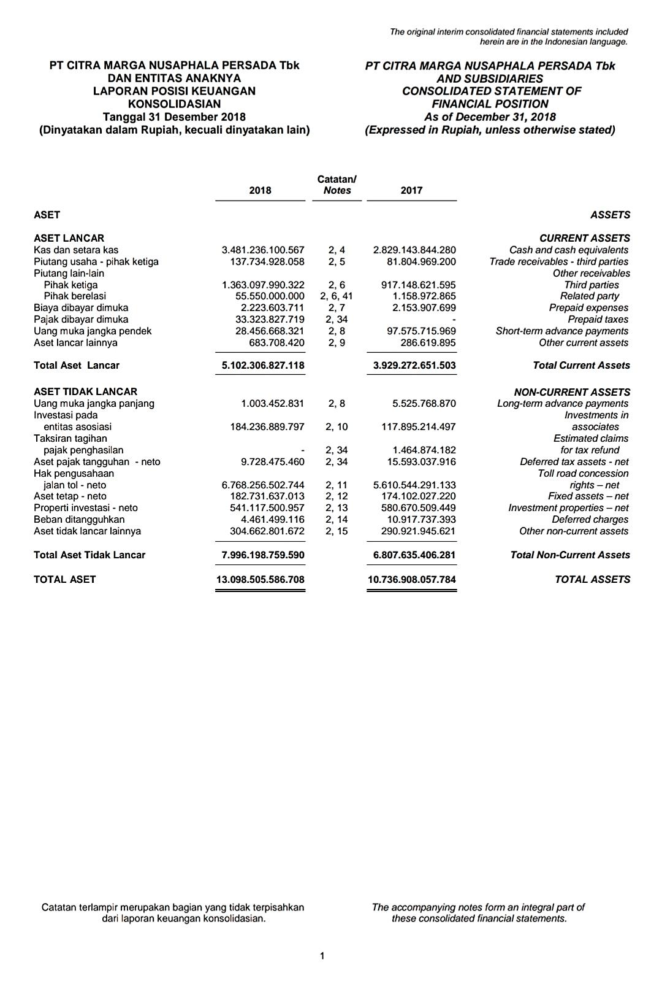 The original interim consolidated financial statements included
herein are in the Indonesian language.
PT CITRA MARGA NUSAPHALA PERSADA Tbk
DAN ENTITAS ANAKNYA
LAPORAN POSISI KEUANGAN
KONSOLIDASIAN
Tanggal 31 Desember 2018
(Dinyatakan dalam Rupiah, kecuali dinyatakan lain)
PT CITRA MARGA NUSAPHALA PERSADA Tbk
AND SUBSIDIARIES
CONSOLIDATED STATEMENT OF
FINANCIAL POSITION
As of December 31, 2018
(Expressed in Rupiah, unless otherwise stated)
2018 Catatan/ Notes 2017
ASET ASSETS
ASET LANCAR CURRENT ASSETS
Kas dan setara kas 3.481.236.100.567 2, 4 2.829.143.844.280 Cash and cash equivalents
Piutang usaha - pihak ketiga 137.734.928.058 2, 5 81.804.969.200 Trade receivables - third parties
Piutang lain-lain Other receivables
Pihak ketiga 1.363.097.990.322 2, 6 917.148.621.595 Third parties
Pihak berelasi 55.550.000.000 2, 6, 41 1.158.972.865 Related party
Biaya dibayar dimuka 2.223.603.711 2, 7 2.153.907.699 Prepaid expenses
Pajak dibayar dimuka 33.323.827.719 2, 34 - Prepaid taxes
Uang muka jangka pendek 28.456.668.321 2, 8 97.575.715.969 Short-term advance payments
Aset lancar lainnya 683.708.420 2, 9 286.619.895 Other current assets
Total Aset Lancar 5.102.306.827.118 3.929.272.651.503 Total Current Assets
ASET TIDAK LANCAR NON-CURRENT ASSETS
Uang muka jangka panjang 1.003.452.831 2, 8 5.525.768.870 Long-term advance payments
Investasi pada Investments in
entitas asosiasi 184.236.889.797 2, 10 117.895.214.497 associates
Taksiran tagihan Estimated claims
pajak penghasilan - 2, 34 1.464.874.182 for tax refund
Aset pajak tangguhan - neto 9.728.475.460 2, 34 15.593.037.916 Deferred tax assets - net
Hak pengusahaan Toll road concession
jalan tol - neto 6.768.256.502.744 2, 11 5.610.544.291.133 rights – net
Aset tetap - neto 182.731.637.013 2, 12 174.102.027.220 Fixed assets – net
Properti investasi - neto 541.117.500.957 2, 13 580.670.509.449 Investment properties – net
Beban ditangguhkan 4.461.499.116 2, 14 10.917.737.393 Deferred charges
Aset tidak lancar lainnya 304.662.801.672 2, 15 290.921.945.621 Other non-current assets
Total Aset Tidak Lancar 7.996.198.759.590 6.807.635.406.281 Total Non-Current Assets
TOTAL ASET 13.098.505.586.708 10.736.908.057.784 TOTAL ASSETS
Catatan terlampir merupakan bagian yang tidak terpisahkan
dari laporan keuangan konsolidasian.
The accompanying notes form an integral part of
these consolidated financial statements.
1